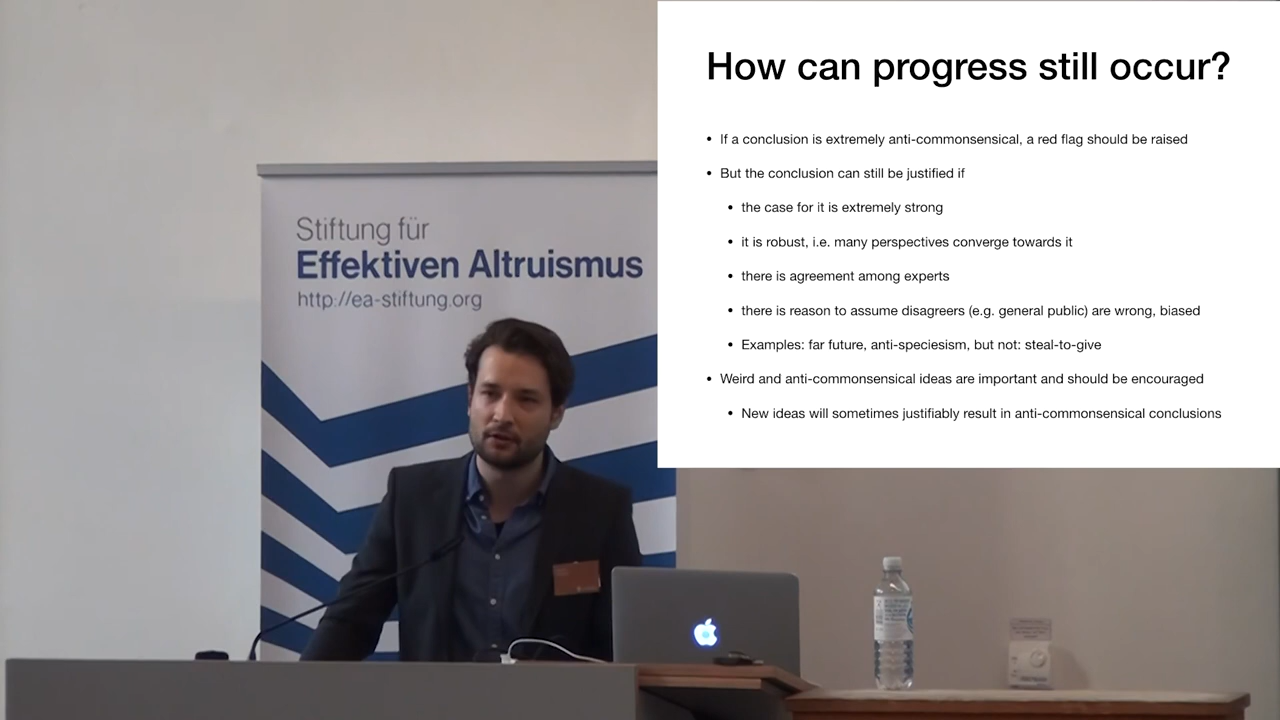 How can progress still occur?
• If a conclusion is extremely anti-commonsensical, a red flag should be raised
• But the conclusion can still be justified if
• the case for it is extremely strong
• it is robust, i.e. many perspectives converge towards it
• there is agreement among experts
• there is reason to assume disagreers (e.g. general public) are wrong, biased
• Examples: far future, anti-speciesism, but not: steal-to-give
• Weird and anti-commonsensical ideas are important and should be encouraged
• New ideas will sometimes justifiably result in anti-commonsensical conclusions
Stiftung für
Effektiven Altruismus
http://ea-stiftung.org